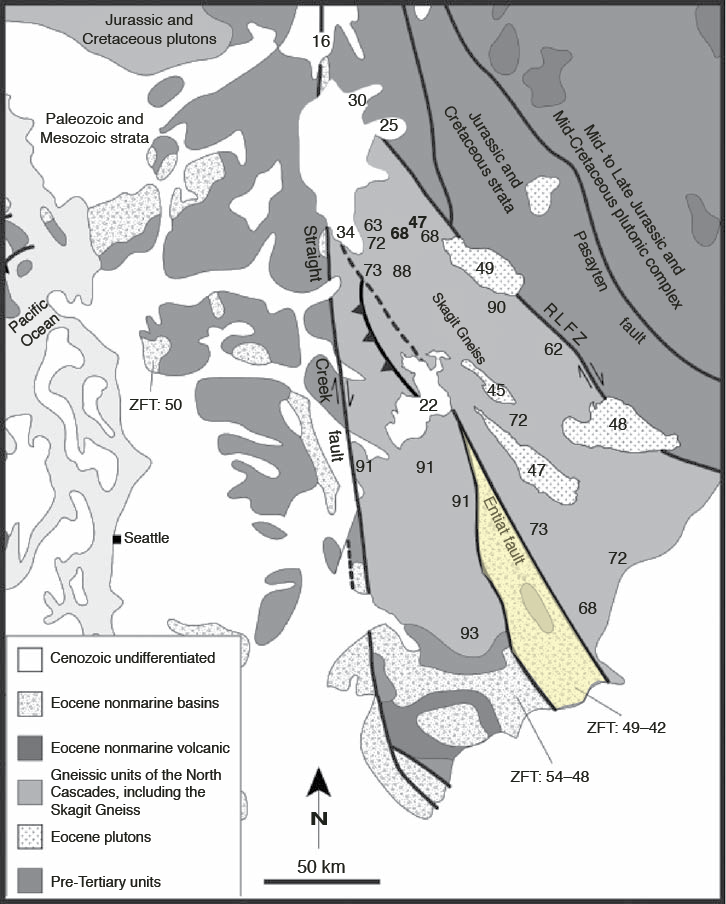 Jurassic and
Cretaceous plutons
16
30
25
Paleozoic and
Mesozoic strata
Jurassic and
Cretaceous strata
Mid- to Late Jurassic and
Mid-Cretaceous plutonic complex
Pasayten
fault
34
63
72
68
47
68
73
88
49
90
Straight
Creek
fault
Skagit Gneiss
RLFZ
62
Pacific
Ocean
ZFT: 50
22
45
72
48
47
91
91
91
Entiat fault
73
72
68
93
Seattle
ZFT: 49–42
ZFT: 54–48
Cenozoic undifferentiated
Eocene nonmarine basins
Eocene nonmarine volcanic
Gneissic units of the North
Cascades, including the
Skagit Gneiss
Eocene plutons
Pre-Tertiary units
N
50 km